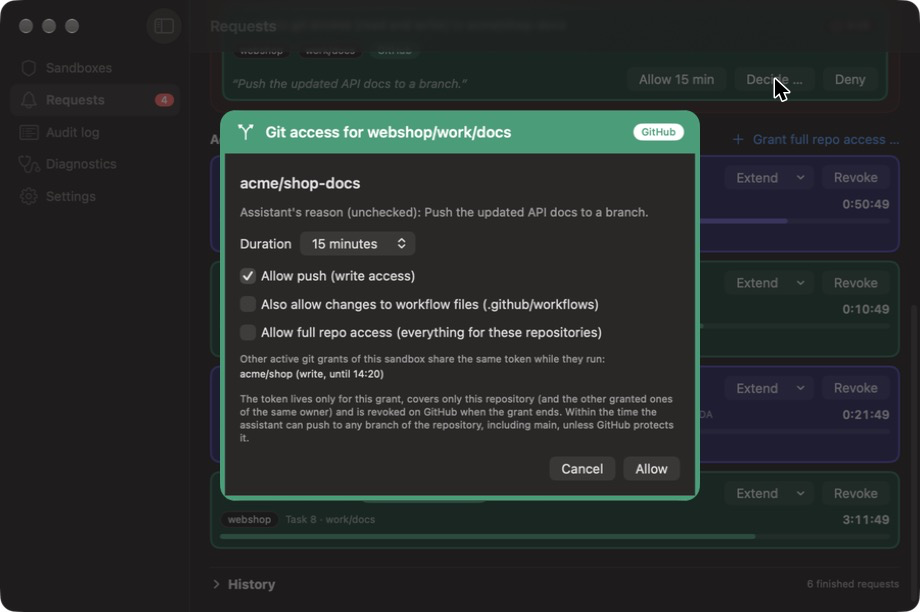 Requests
Sandboxes
Requests 4
Audit log
Diagnostics
Settings
webshop work/docs GitHub
“Push the updated API docs to a branch.”
Allow 15 min
Decide ...
Deny
Git access for webshop/work/docs
GitHub
+ Grant full repo access ...
acme/shop-docs
Assistant's reason (unchecked): Push the updated API docs to a branch.
Duration 15 minutes
Allow push (write access)
Also allow changes to workflow files (.github/workflows)
Allow full repo access (everything for these repositories)
Other active git grants of this sandbox share the same token while they run:
acme/shop (write, until 14:20)
The token lives only for this grant, covers only this repository (and the other granted ones
of the same owner) and is revoked on GitHub when the grant ends. Within the time the
assistant can push to any branch of the repository, including main, unless GitHub protects
it.
Cancel
Allow
Extend Revoke
0:50:49
Extend Revoke
0:10:49
Extend Revoke
0:21:49
Extend Revoke
webshop Task 8 · work/docs 3:11:49
History
6 finished requests